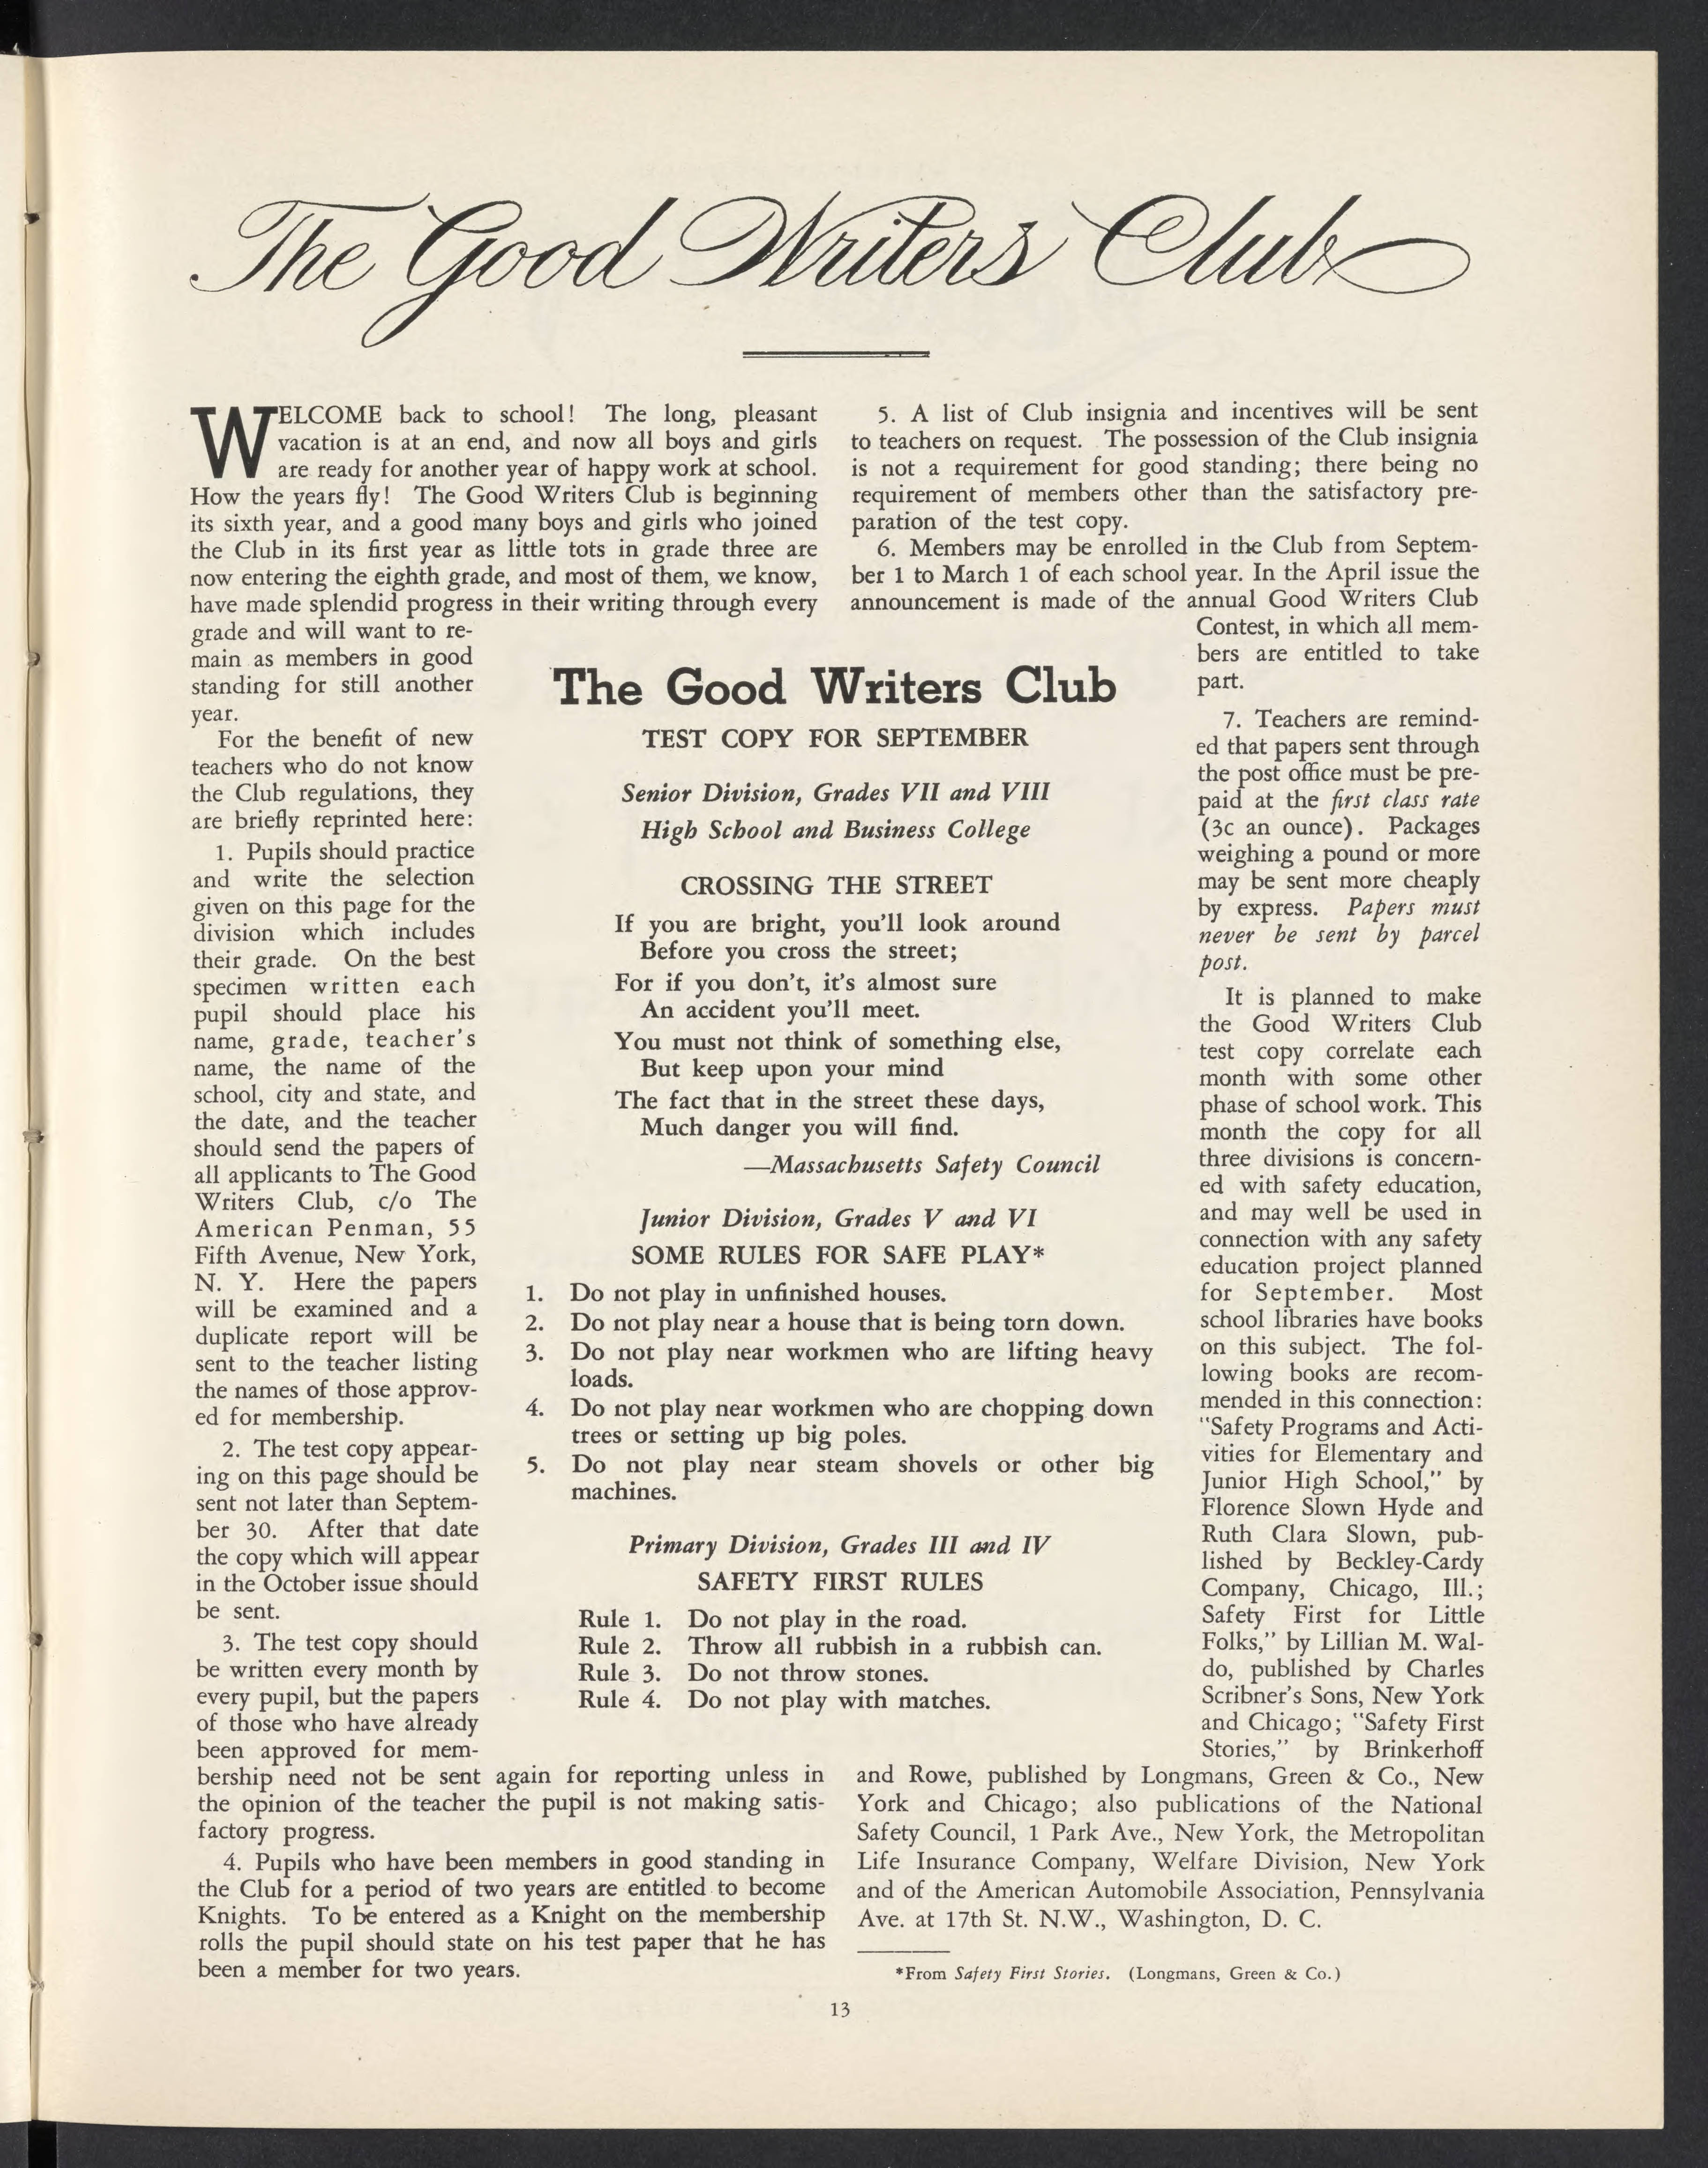 The Good Writers Club
WELCOME back to school! The long, pleasant
vacation is at an end, and now all boys and girls
are ready for another year of happy work at school.
How the years fly! The Good Writers Club is beginning
its sixth year, and a good many boys and girls who joined
the Club in its first year as little tots in grade three are
now entering the eighth grade, and most of them, we know,
have made splendid progress in their writing through every
grade and will want to re-
main as members in good
standing for still another
year.
For the benefit of new
teachers who do not know
the Club regulations, they
are briefly reprinted here:
1. Pupils should practice
and write the selection
given on this page for the
division which includes
their grade. On the best
specimen written each
pupil should place his
name, grade, teacher's
name, the name of the
school, city and state, and
the date, and the teacher
should send the papers of
all applicants to The Good
Writers Club, c/o The
American Penman, 55
Fifth Avenue, New York,
N. Y. Here the papers
will be examined and a
duplicate report will be
sent to the teacher listing
the names of those approv-
ed for membership.
2. The test copy appear-
ing on this page should be
sent not later than Septem-
ber 30. After that date
the copy which will appear
in the October issue should
be sent.
3. The test copy should
be written every month by
every pupil, but the papers
of those who have already
been approved for mem-
bership need not be sent again for reporting unless in
the opinion of the teacher the pupil is not making satis-
factory progress.
4. Pupils who have been members in good standing in
the Club for a period of two years are entitled to become
Knights. To be entered as a Knight on the membership
rolls the pupil should state on his test paper that he has
been a member for two years.
The Good Writers Club
TEST COPY FOR SEPTEMBER
Senior Division, Grades VII and VIII
High School and Business College
CROSSING THE STREET
If you are bright, you'll look around
Before you cross the street;
For if you don't, it's almost sure
An accident you'll meet.
You must not think of something else,
But keep upon your mind
The fact that in the street these days,
Much danger you will find.
—Massachusetts Safety Council
Junior Division, Grades V and VI
SOME RULES FOR SAFE PLAY*
1. Do not play in unfinished houses.
2. Do not play near a house that is being torn down.
3. Do not play near workmen who are lifting heavy
loads.
4. Do not play near workmen who are chopping down
trees or setting up big poles.
5. Do not play near steam shovels or other big
machines.
Primary Division, Grades III and IV
SAFETY FIRST RULES
Rule 1. Do not play in the road.
Rule 2. Throw all rubbish in a rubbish can.
Rule 3. Do not throw stones.
Rule 4. Do not play with matches.
5. A list of Club insignia and incentives will be sent
to teachers on request. The possession of the Club insignia
is not a requirement for good standing; there being no
requirement of members other than the satisfactory pre-
paration of the test copy.
6. Members may be enrolled in the Club from Septem-
ber 1 to March 1 of each school year. In the April issue the
announcement is made of the annual Good Writers Club
Contest, in which all mem-
bers are entitled to take
part.
7. Teachers are remind-
ed that papers sent through
the post office must be pre-
paid at the first class rate
(3c an ounce). Packages
weighing a pound or more
may be sent more cheaply
by express. Papers must
never be sent by parcel
post.
It is planned to make
the Good Writers Club
test copy correlate each
month with some other
phase of school work. This
month the copy for all
three divisions is concern-
ed with safety education,
and may well be used in
connection with any safety
education project planned
for September. Most
school libraries have books
on this subject. The fol-
lowing books are recom-
mended in this connection:
"Safety Programs and Acti-
vities for Elementary and
Junior High School," by
Florence Slown Hyde and
Ruth Clara Slown, pub-
lished by Beckley-Cardy
Company, Chicago, Ill.;
Safety First for Little
Folks," by Lillian M. Wal-
do, published by Charles
Scribner's Sons, New York
and Chicago; "Safety First
Stories," by Brinkerhoff
and Rowe, published by Longmans, Green & Co., New
York and Chicago; also publications of the National
Safety Council, 1 Park Ave., New York, the Metropolitan
Life Insurance Company, Welfare Division, New York
and of the American Automobile Association, Pennsylvania
Ave. at 17th St. N.W., Washington, D. C.
*From Safety First Stories. (Longmans, Green & Co.)
13